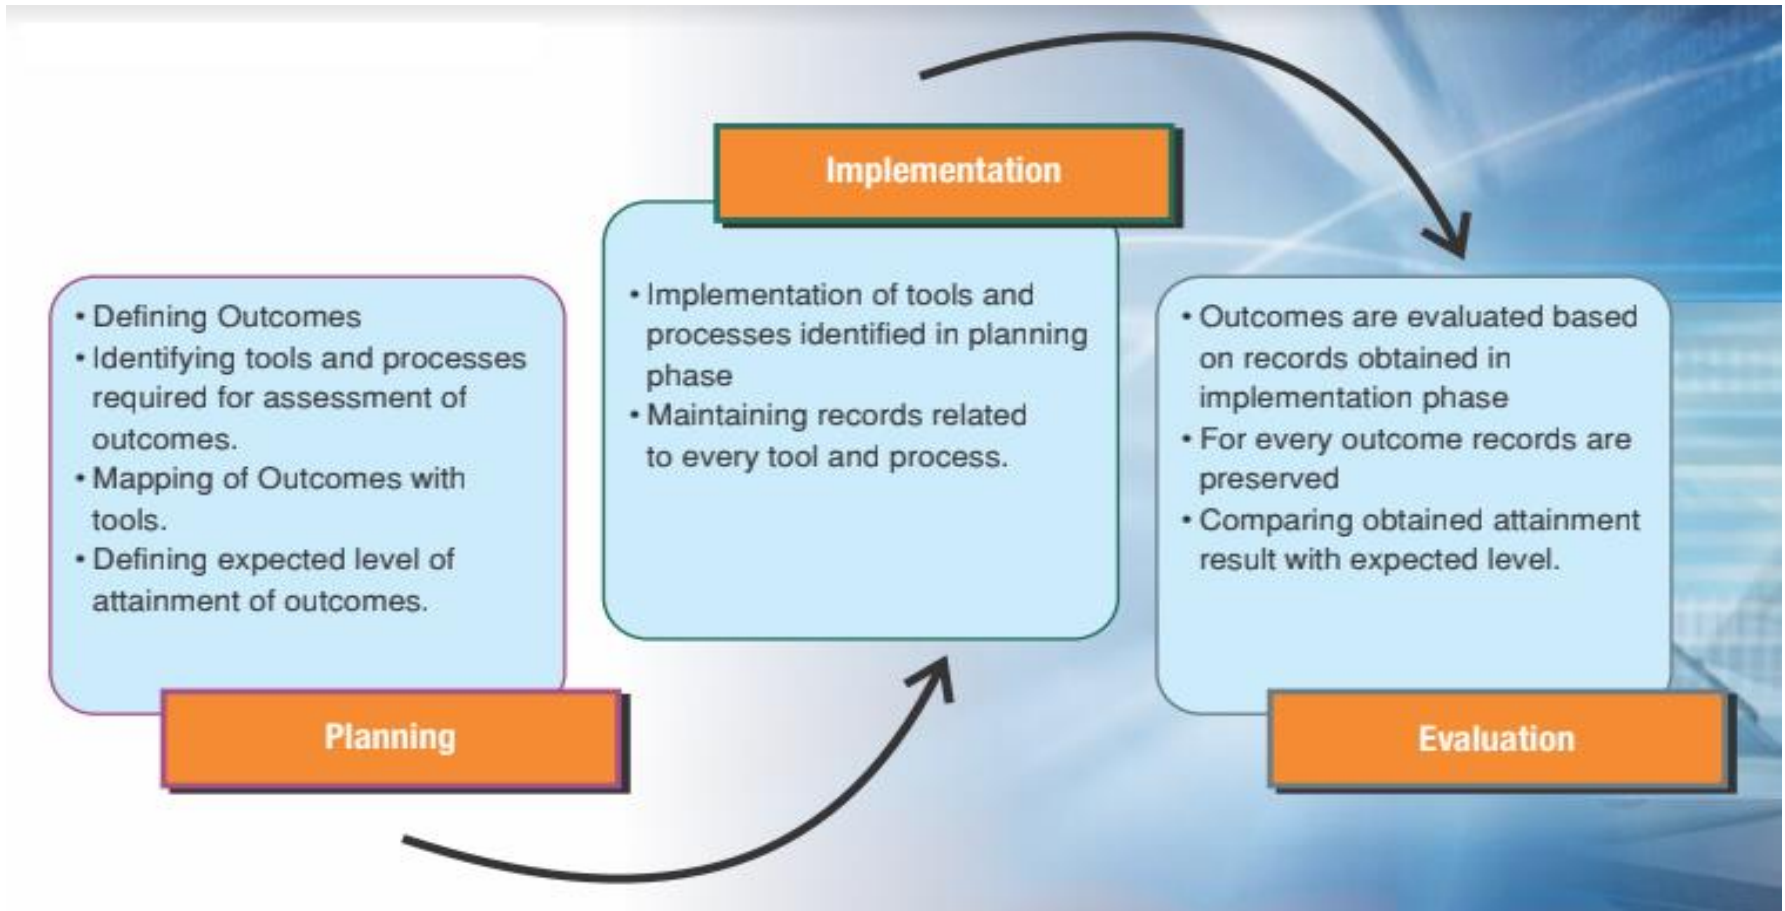 • Defining Outcomes
• Identifying tools and processes
required for assessment of
outcomes.
• Mapping of Outcomes with
tools.
• Defining expected level of
attainment of outcomes.
Planning
Implementation
• Implementation of tools and
processes identified in planning
phase
• Maintaining records related
to every tool and process.
• Outcomes are evaluated based
on records obtained in
implementation phase
• For every outcome records are
preserved
• Comparing obtained attainment
result with expected level.
Evaluation